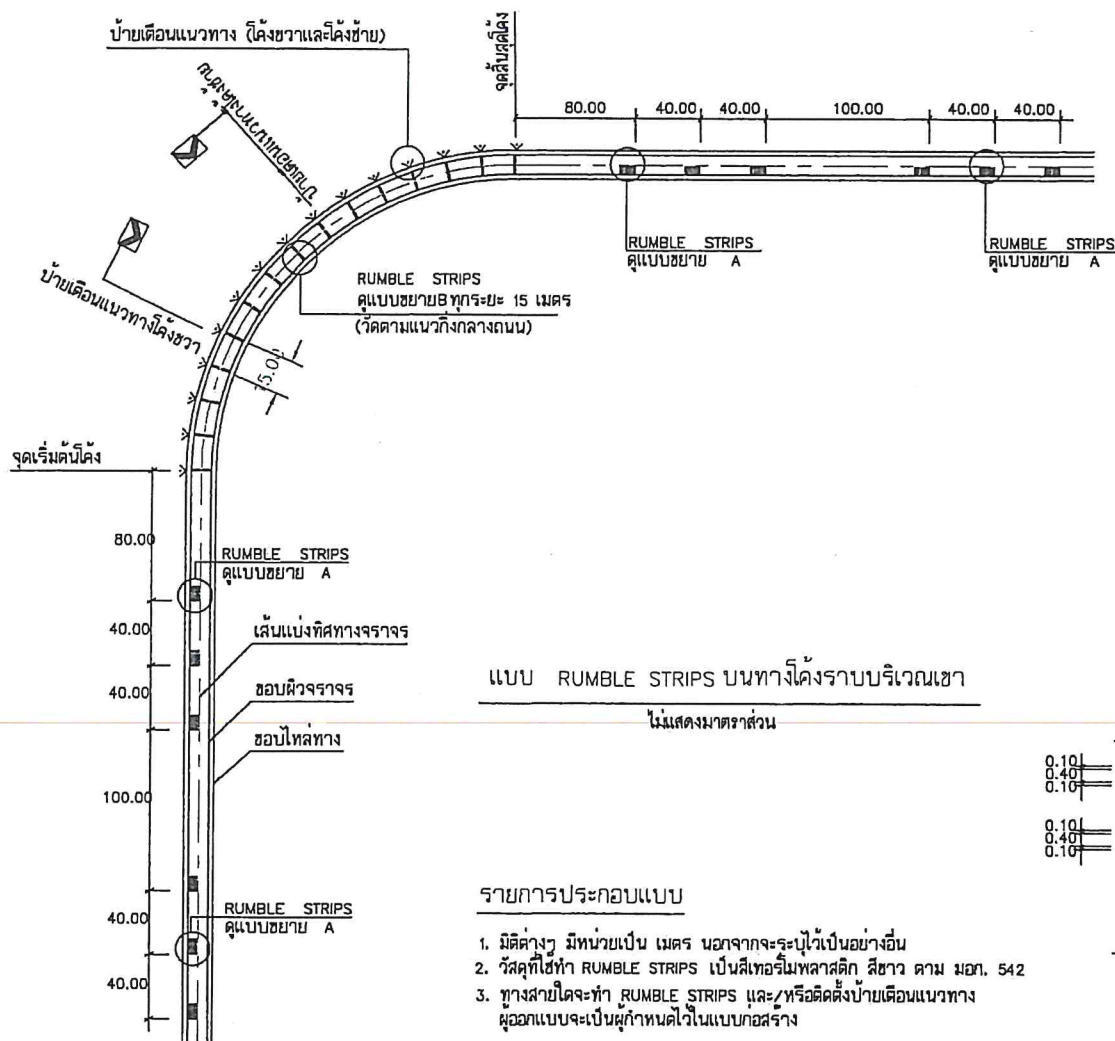 ป้ายเตือนแนวทาง (โค้งขวาและโค้งซ้าย)
จุดสิ้นสุดโค้ง
80.00 40.00 40.00 100.00 40.00 40.00
ป้ายเตือนแนวทางโค้งซ้าย
ป้ายเตือนแนวทางโค้งขวา
RUMBLE STRIPS
ดูแบบขยาย A
RUMBLE STRIPS
ดูแบบขยาย A
RUMBLE STRIPS
ดูแบบขยายB ทุกระยะ 15 เมตร
(วัดตามแนวกึ่งกลางถนน)
15.00
จุดเริ่มต้นโค้ง
80.00
RUMBLE STRIPS
ดูแบบขยาย A
40.00
เส้นแบ่งทิศทางจราจร
40.00
ขอบผิวจราจร
ขอบไหล่ทาง
100.00
แบบ RUMBLE STRIPS บนทางโค้งราบบริเวณเขา
ไม่แสดงมาตราส่วน
0.10
0.40
0.10
0.10
0.40
0.10
40.00
RUMBLE STRIPS
ดูแบบขยาย A
40.00
รายการประกอบแบบ
1. มิติต่างๆ มีหน่วยเป็น เมตร นอกจากจะระบุไว้เป็นอย่างอื่น
2. วัสดุที่ใช้ทำ RUMBLE STRIPS เป็นสีเทอร์โมพลาสติก สีขาว ตาม มอก. 542
3. ทางสายใดจะทำ RUMBLE STRIPS และ/หรือติดตั้งป้ายเตือนแนวทาง
ผู้ออกแบบจะเป็นผู้กำหนดไว้ในแบบก่อสร้าง